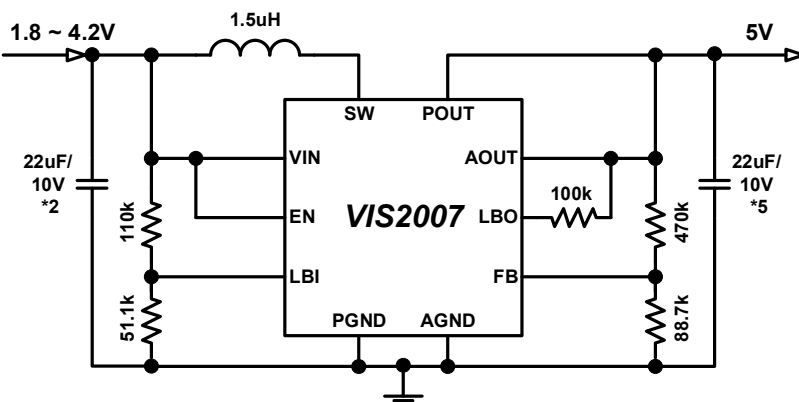 1.5uH
1.8 ~ 4.2V
5V
SW
POUT
VIN
AOUT
22uF/
10V
*2
100k
22uF/
10V
*5
110k
EN
VIS2007
LBO
470k
LBI
FB
51.1k
PGND
AGND
88.7k